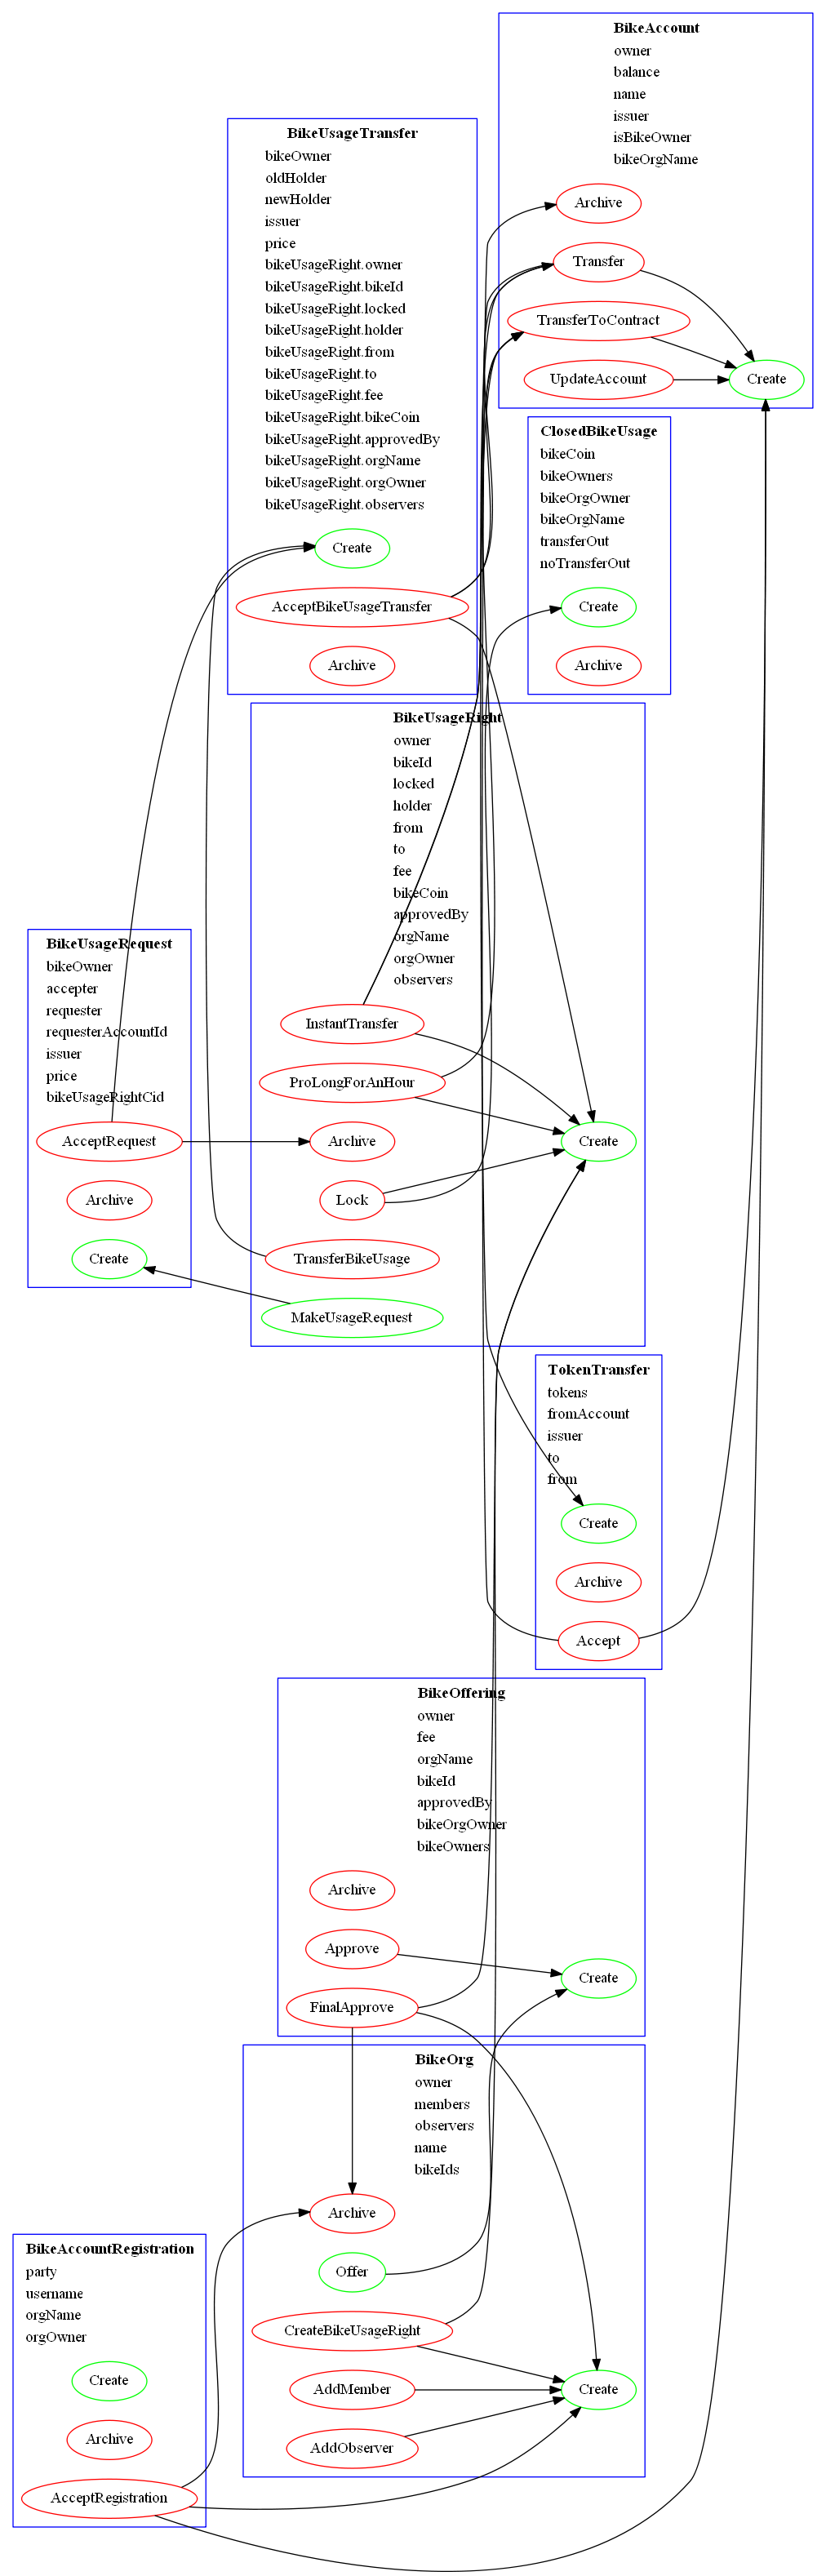 BikeAccount
owner
balance
name
issuer
isBikeOwner
bikeOrgName
Archive
Transfer
TransferToContract
UpdateAccount
Create
BikeUsageTransfer
bikeOwner
oldHolder
newHolder
issuer
price
bikeUsageRight.owner
bikeUsageRight.bikeId
bikeUsageRight.locked
bikeUsageRight.holder
bikeUsageRight.from
bikeUsageRight.to
bikeUsageRight.fee
bikeUsageRight.bikeCoin
bikeUsageRight.approvedBy
bikeUsageRight.orgName
bikeUsageRight.orgOwner
bikeUsageRight.observers
Create
AcceptBikeUsageTransfer
Archive
ClosedBikeUsage
bikeCoin
bikeOwners
bikeOrgOwner
bikeOrgName
transferOut
noTransferOut
Create
Archive
BikeUsageRight
owner
bikeId
locked
holder
from
to
fee
bikeCoin
approvedBy
orgName
orgOwner
observers
InstantTransfer
ProLongForAnHour
Archive
Create
Lock
TransferBikeUsage
MakeUsageRequest
BikeUsageRequest
bikeOwner
accepter
requester
requesterAccountId
issuer
price
bikeUsageRightCid
AcceptRequest
Archive
Create
TokenTransfer
tokens
fromAccount
issuer
to
from
Create
Archive
Accept
BikeOffering
owner
fee
orgName
bikeId
approvedBy
bikeOrgOwner
bikeOwners
Archive
Approve
Create
FinalApprove
BikeOrg
owner
members
observers
name
bikeIds
Archive
Offer
CreateBikeUsageRight
AddMember
Create
AddObserver
BikeAccountRegistration
party
username
orgName
orgOwner
Create
Archive
AcceptRegistration